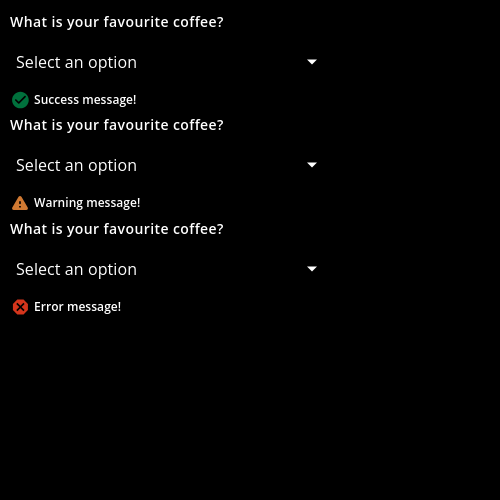 What is your favourite coffee?
Select an option
Success message!
What is your favourite coffee?
Select an option
Warning message!
What is your favourite coffee?
Select an option
Error message!